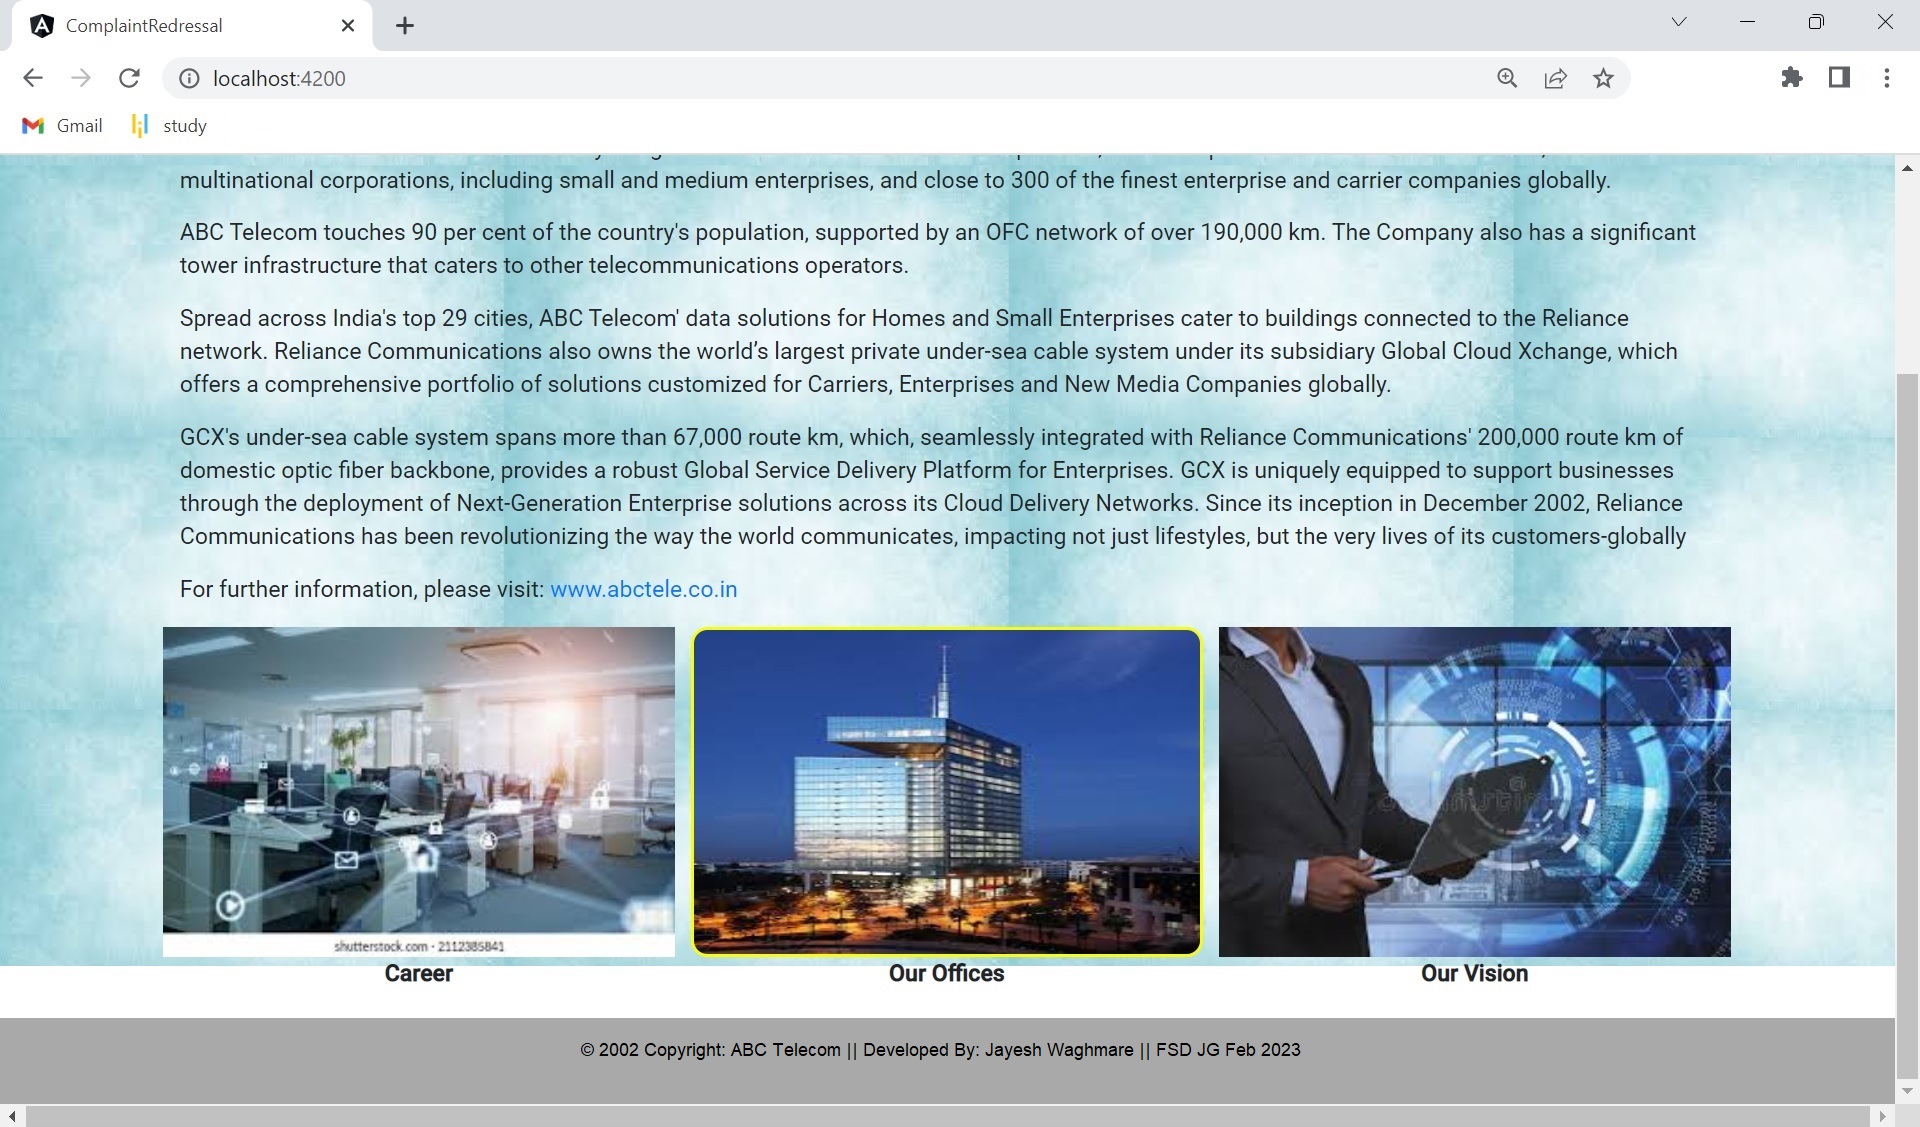 ComplaintRedressal
localhost:4200
Gmail
study
multinational corporations, including small and medium enterprises, and close to 300 of the finest enterprise and carrier companies globally.
ABC Telecom touches 90 per cent of the country's population, supported by an OFC network of over 190,000 km. The Company also has a significant
tower infrastructure that caters to other telecommunications operators.
Spread across India's top 29 cities, ABC Telecom' data solutions for Homes and Small Enterprises cater to buildings connected to the Reliance
network. Reliance Communications also owns the world’s largest private under-sea cable system under its subsidiary Global Cloud Xchange, which
offers a comprehensive portfolio of solutions customized for Carriers, Enterprises and New Media Companies globally.
GCX's under-sea cable system spans more than 67,000 route km, which, seamlessly integrated with Reliance Communications' 200,000 route km of
domestic optic fiber backbone, provides a robust Global Service Delivery Platform for Enterprises. GCX is uniquely equipped to support businesses
through the deployment of Next-Generation Enterprise solutions across its Cloud Delivery Networks. Since its inception in December 2002, Reliance
Communications has been revolutionizing the way the world communicates, impacting not just lifestyles, but the very lives of its customers-globally
For further information, please visit: www.abctele.co.in
shutterstock.com · 2112385841
Career
Our Offices
Our Vision
© 2002 Copyright: ABC Telecom || Developed By: Jayesh Waghmare || FSD JG Feb 2023